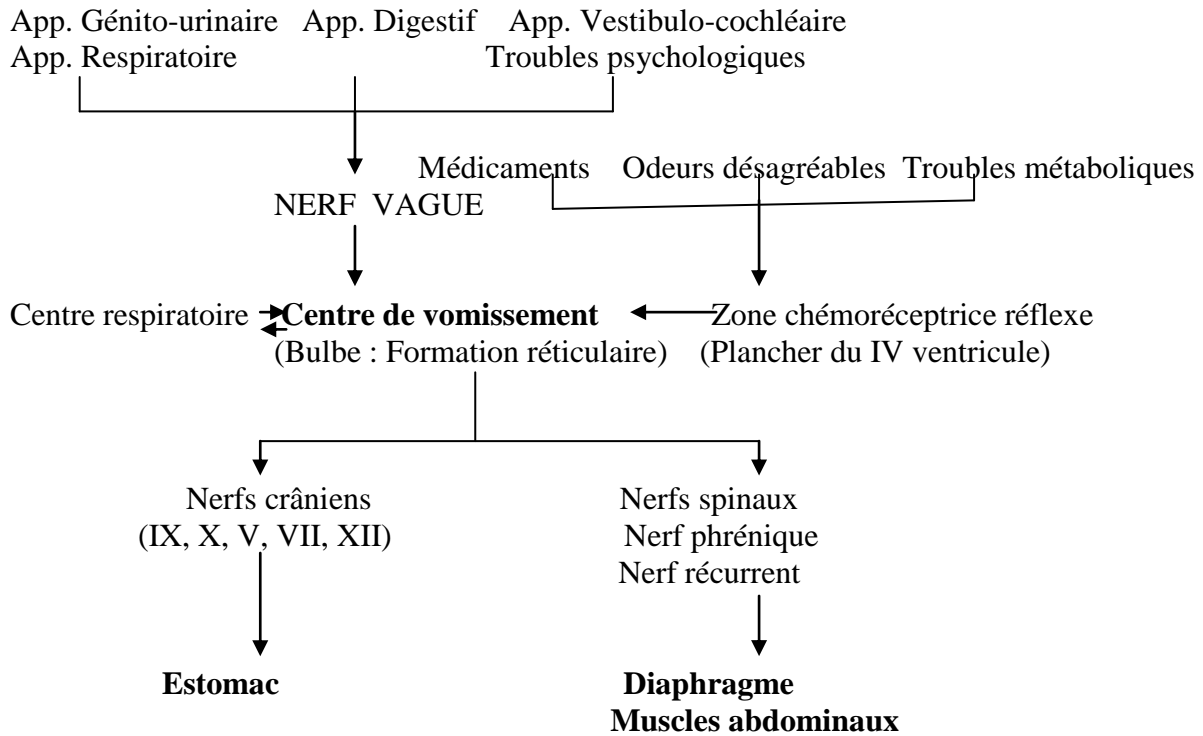 App. Génito-urinaire App. Digestif App. Vestibulo-cochléaire
App. Respiratoire Troubles psychologiques
Médicaments Odeurs désagréables Troubles métaboliques
NERF VAGUE
Centre respiratoire Centre de vomissement Zone chémoréceptrice réflexe
(Bulbe : Formation réticulaire) (Plancher du IV ventricule)
Nerfs crâniens Nerfs spinaux
(IX, X, V, VII, XII) Nerf phrénique
Nerf récurrent
Estomac Diaphragme
Muscles abdominaux